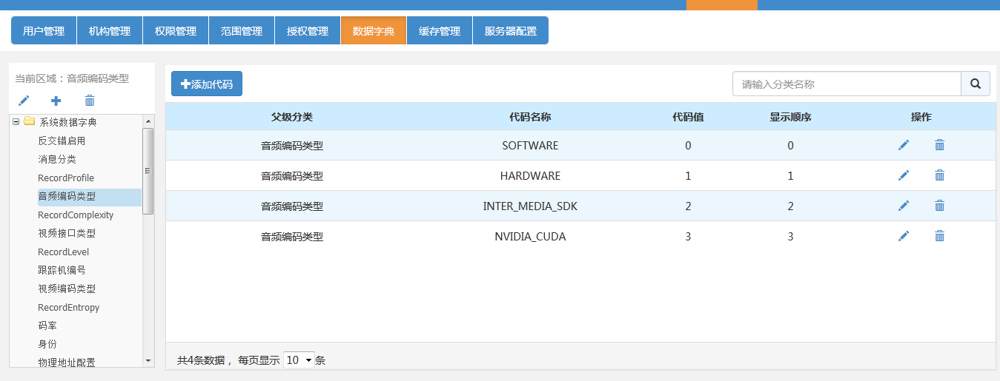 用户管理 机构管理 权限管理 范围管理 授权管理 数据字典 缓存管理 服务器配置
当前区域：音频编码类型
系统数据字典
反交错启用
消息分类
RecordProfile
音频编码类型
RecordComplexity
视频接口类型
RecordLevel
跟踪机编号
视频编码类型
RecordEntropy
码率
身份
物理地址配置
添加代码
请输入分类名称
父级分类 代码名称 代码值 显示顺序 操作
音频编码类型 SOFTWARE 0 0
音频编码类型 HARDWARE 1 1
音频编码类型 INTER_MEDIA_SDK 2 2
音频编码类型 NVIDIA_CUDA 3 3
共4条数据， 每页显示 10 条